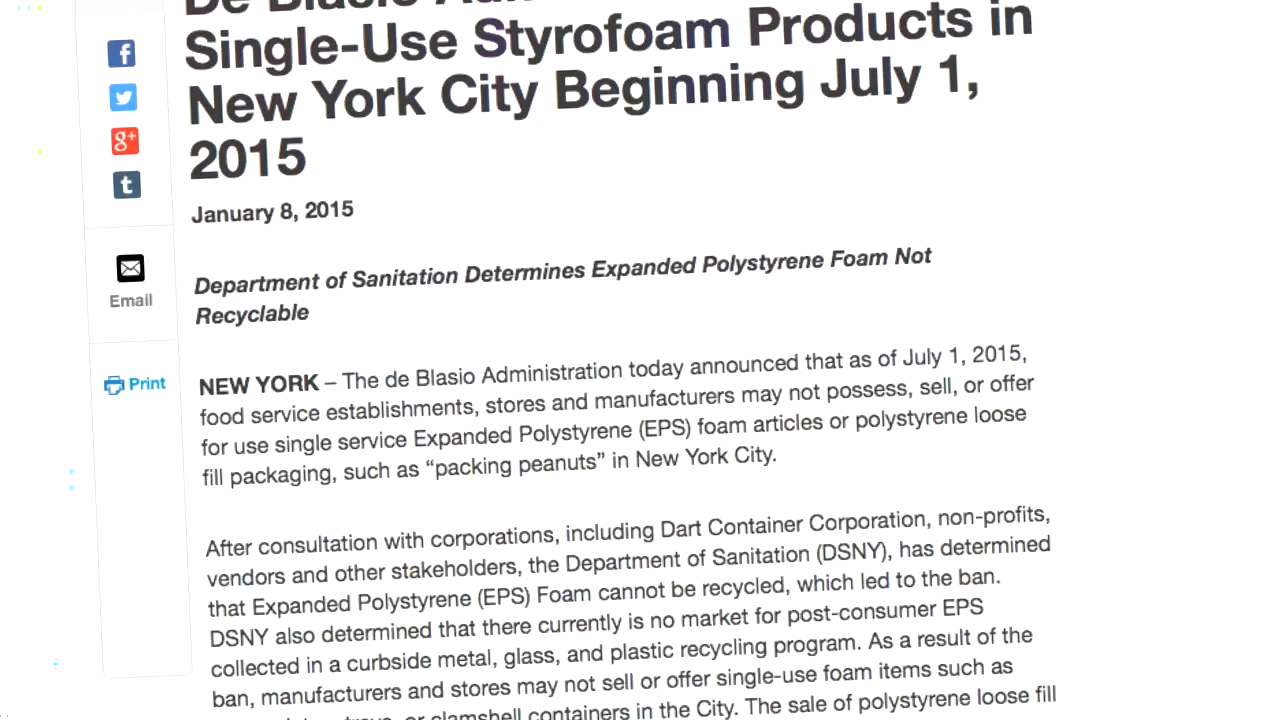 De Blasio
Single-Use Styrofoam Products in
New York City Beginning July 1,
2015
January 8, 2015
Department of Sanitation Determines Expanded Polystyrene Foam Not
Recyclable
Email
Print
NEW YORK – The de Blasio Administration today announced that as of July 1, 2015,
food service establishments, stores and manufacturers may not possess, sell, or offer
for use single service Expanded Polystyrene (EPS) foam articles or polystyrene loose
fill packaging, such as “packing peanuts” in New York City.
After consultation with corporations, including Dart Container Corporation, non-profits,
vendors and other stakeholders, the Department of Sanitation (DSNY), has determined
that Expanded Polystyrene (EPS) Foam cannot be recycled, which led to the ban.
DSNY also determined that there currently is no market for post-consumer EPS
collected in a curbside metal, glass, and plastic recycling program. As a result of the
ban, manufacturers and stores may not sell or offer single-use foam items such as
or clamshell containers in the City. The sale of polystyrene loose fill